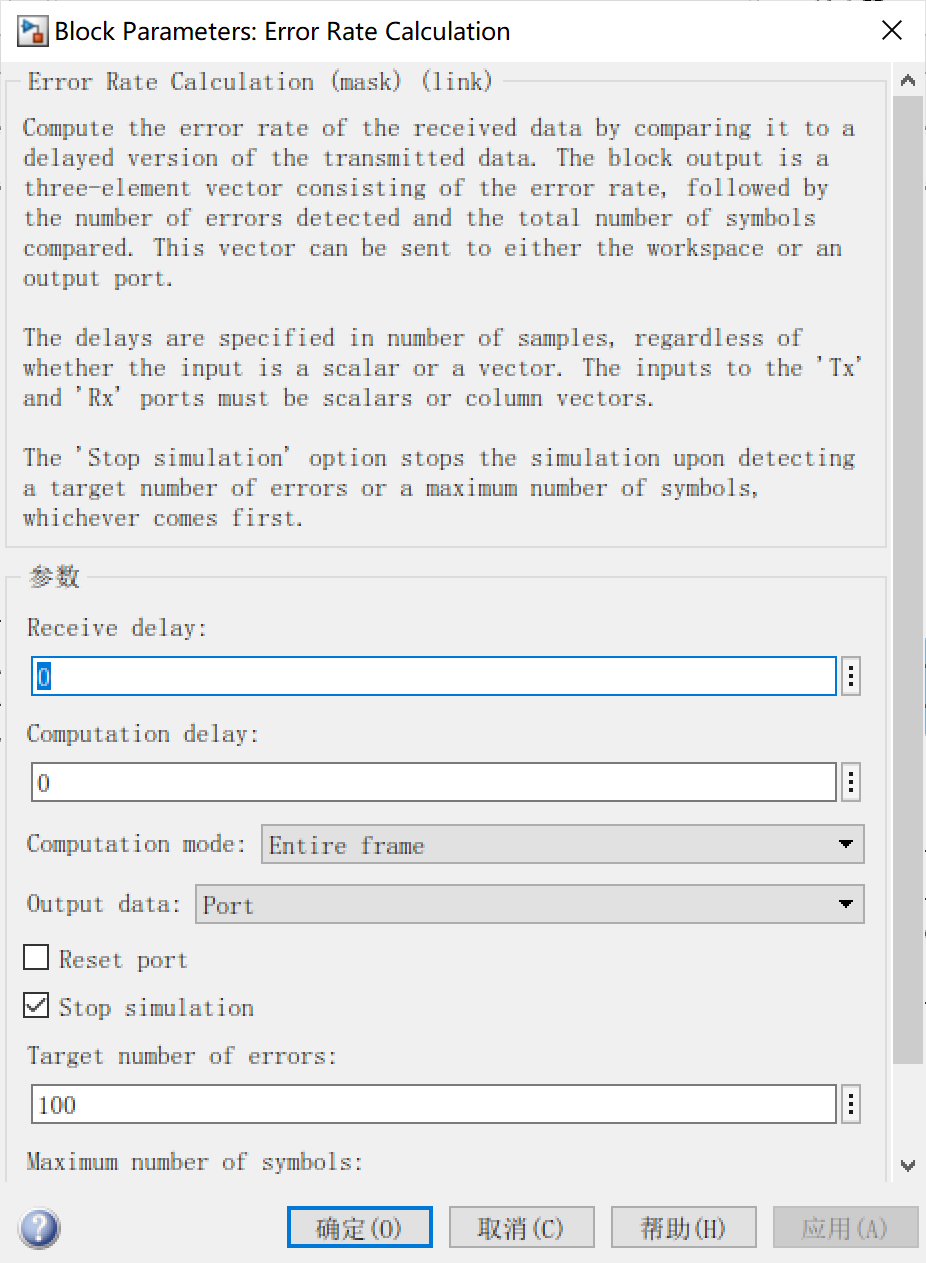 Block Parameters: Error Rate Calculation
Error Rate Calculation (mask) (link)
Compute the error rate of the received data by comparing it to a
delayed version of the transmitted data. The block output is a
three-element vector consisting of the error rate, followed by
the number of errors detected and the total number of symbols
compared. This vector can be sent to either the workspace or an
output port.
The delays are specified in number of samples, regardless of
whether the input is a scalar or a vector. The inputs to the 'Tx'
and 'Rx' ports must be scalars or column vectors.
The 'Stop simulation' option stops the simulation upon detecting
a target number of errors or a maximum number of symbols,
whichever comes first.
参数
Receive delay:
0
Computation delay:
0
Computation mode: Entire frame
Output data: Port
Reset port
Stop simulation
Target number of errors:
100
Maximum number of symbols:
确定(O) 取消(C) 帮助(H) 应用(A)